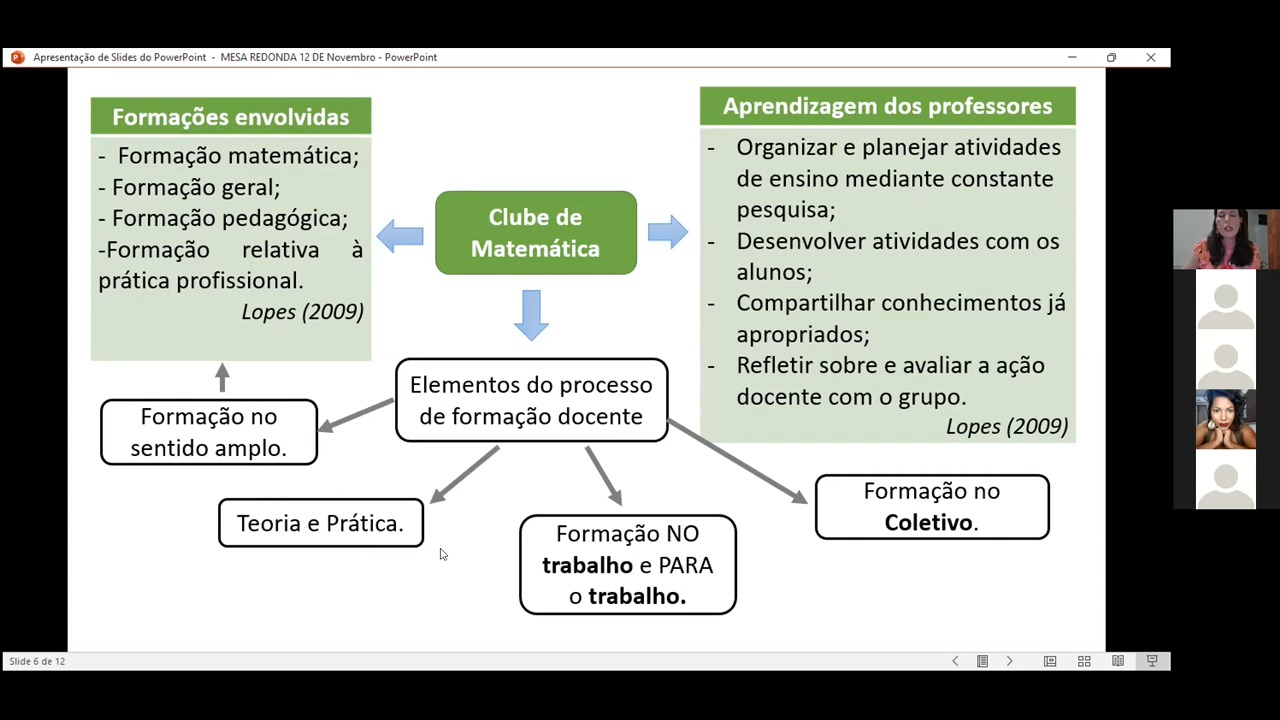 Apresentação de Slides do PowerPoint - MESA REDONDA 12 DE Novembro - PowerPoint
Formações envolvidas
- Formação matemática;
- Formação geral;
- Formação pedagógica;
-Formação relativa à
prática profissional.
Lopes (2009)
Clube de
Matemática
Aprendizagem dos professores
- Organizar e planejar atividades
de ensino mediante constante
pesquisa;
- Desenvolver atividades com os
alunos;
- Compartilhar conhecimentos já
apropriados;
- Refletir sobre e avaliar a ação
docente com o grupo.
Lopes (2009)
Elementos do processo
de formação docente
Formação no
sentido amplo.
Teoria e Prática.
Formação NO
trabalho e PARA
o trabalho.
Formação no
Coletivo.
Slide 6 de 12